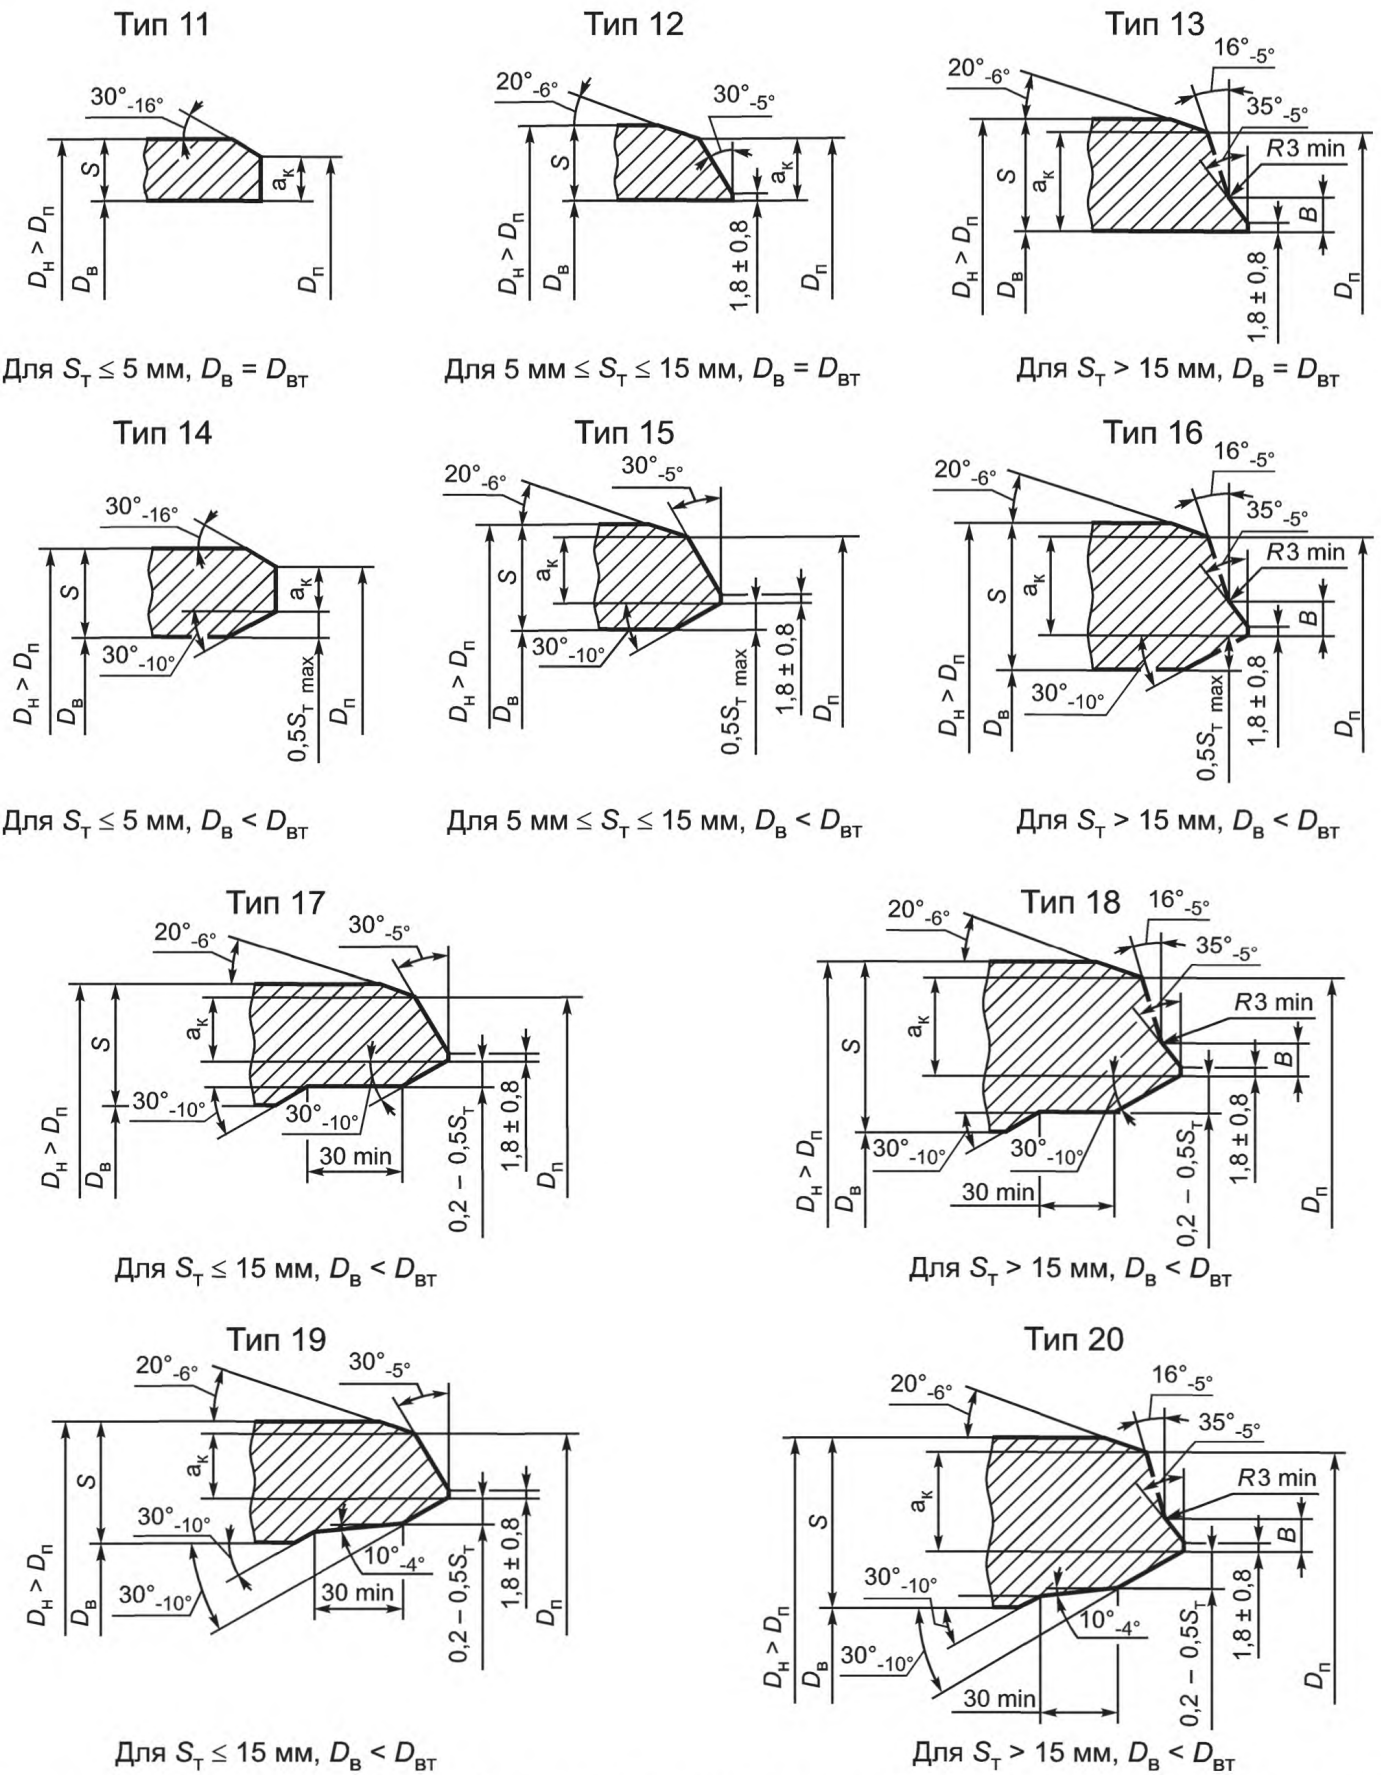 Тип 11
30°-16°
S
aк
Dн > Dп
Dв
Dп
Для Sт ≤ 5 мм, Dв = Dвт
Тип 12
20°-6°
30°-5°
S
aк
Dн > Dп
Dв
1,8 ± 0,8
Dп
Для 5 мм ≤ Sт ≤ 15 мм, Dв = Dвт
Тип 13
16°-5°
20°-6°
35°-5°
R3 min
S
aк
B
Dн > Dп
Dв
1,8 ± 0,8
Dп
Для Sт > 15 мм, Dв = Dвт
Тип 14
30°-16°
S
aк
30°-10°
Dн > Dп
Dв
0,5Sт max
Dп
Для Sт ≤ 5 мм, Dв < Dвт
Тип 15
20°-6°
30°-5°
S
aк
30°-10°
Dн > Dп
Dв
0,5Sт max
1,8 ± 0,8
Dп
Для 5 мм ≤ Sт ≤ 15 мм, Dв < Dвт
Тип 16
16°-5°
20°-6°
35°-5°
R3 min
S
aк
B
30°-10°
Dн > Dп
Dв
0,5Sт max
1,8 ± 0,8
Dп
Для Sт > 15 мм, Dв < Dвт
Тип 17
20°-6°
30°-5°
S
aк
30°-10°
30°-10°
30 min
Dн > Dп
Dв
0,2 – 0,5Sт
1,8 ± 0,8
Dп
Для Sт ≤ 15 мм, Dв < Dвт
Тип 18
16°-5°
20°-6°
35°-5°
R3 min
S
aк
B
30°-10°
30°-10°
30 min
Dн > Dп
Dв
0,2 – 0,5Sт
1,8 ± 0,8
Dп
Для Sт > 15 мм, Dв < Dвт
Тип 19
20°-6°
30°-5°
S
aк
30°-10°
10°-4°
30°-10°
30 min
Dн > Dп
Dв
0,2 – 0,5Sт
1,8 ± 0,8
Dп
Для Sт ≤ 15 мм, Dв < Dвт
Тип 20
16°-5°
20°-6°
35°-5°
R3 min
S
aк
B
30°-10°
10°-4°
30°-10°
30 min
Dн > Dп
Dв
0,2 – 0,5Sт
1,8 ± 0,8
Dп
Для Sт > 15 мм, Dв < Dвт